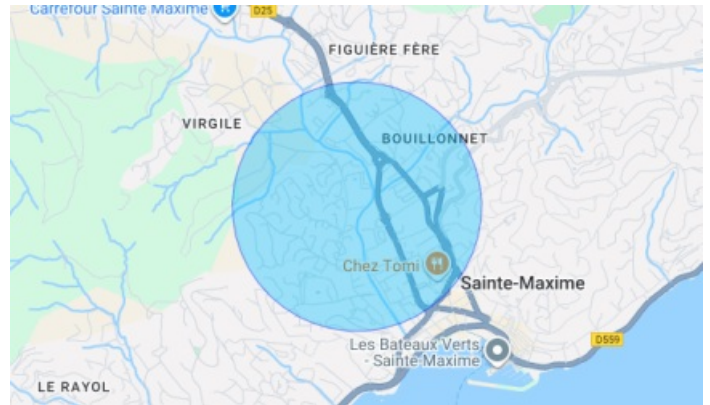 Carrefour Sainte Maxime
D25
FIGUIÈRE FÈRE
VIRGILE
BOUILLONNET
Chez Tomi
Sainte-Maxime
D559
Les Bateaux Verts
- Sainte Maxime
LE RAYOL